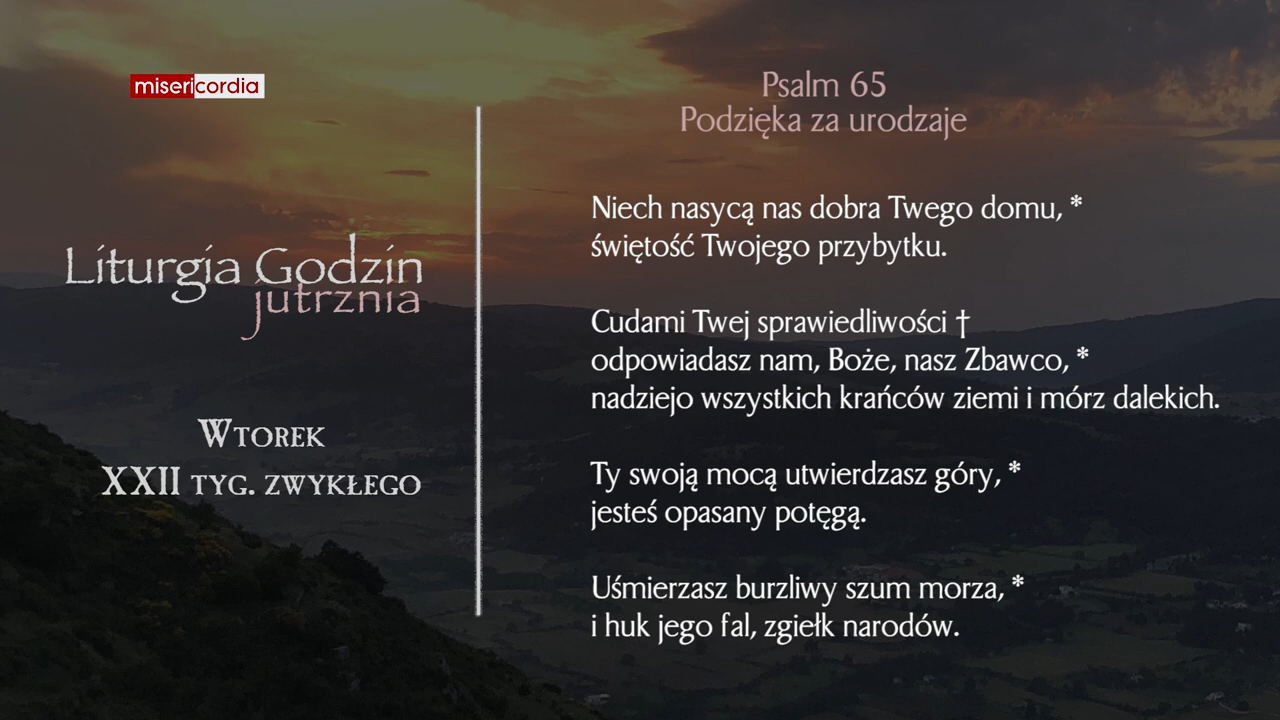 misericordia
Liturgia Godzin
jutrznia
Wtorek
XXII tyg. zwykłego
Psalm 65
Podzięka za urodzaje
Niech nasycą nas dobra Twego domu, *
świętość Twojego przybytku.
Cudami Twej sprawiedliwości †
odpowiadasz nam, Boże, nasz Zbawco, *
nadziejo wszystkich krańców ziemi i mórz dalekich.
Ty swoją mocą utwierdzasz góry, *
jesteś opasany potęgą.
Uśmierzasz burzliwy szum morza, *
i huk jego fal, zgiełk narodów.